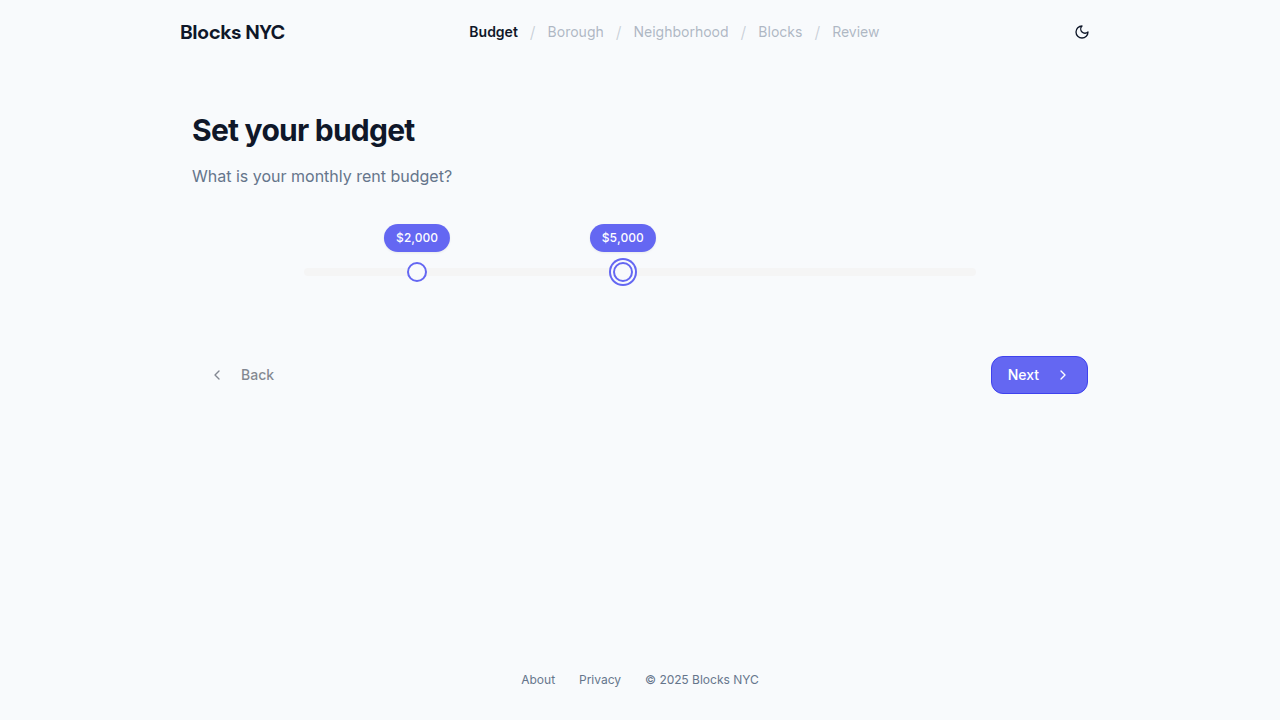 Blocks NYC
Budget / Borough / Neighborhood / Blocks / Review
Set your budget
What is your monthly rent budget?
$2,000 $5,000
Back Next
About Privacy © 2025 Blocks NYC